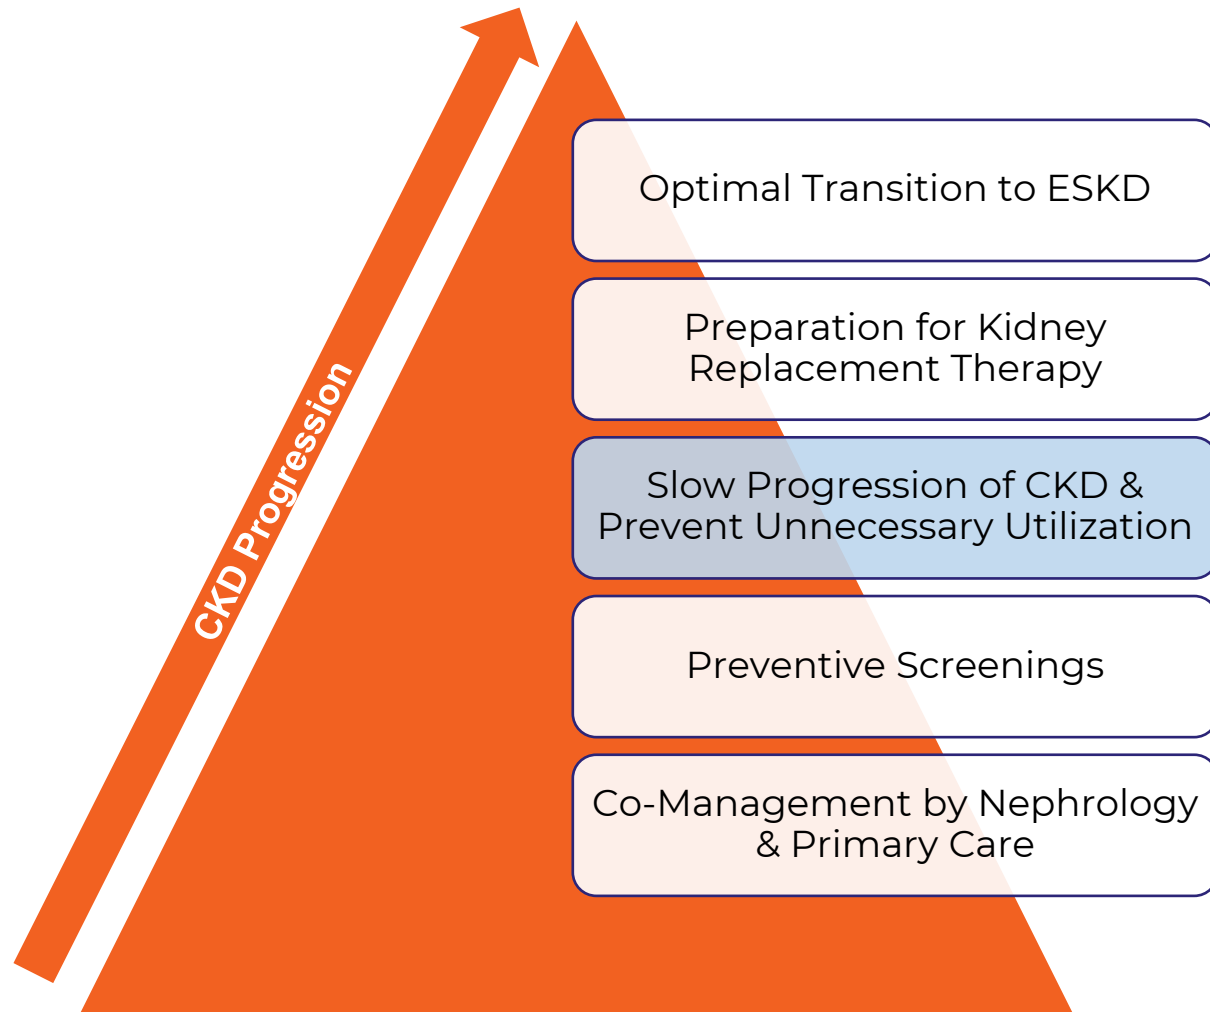 Optimal Transition to ESKD
Preparation for Kidney
Replacement Therapy
CKD Progression
Slow Progression of CKD &
Prevent Unnecessary Utilization
Preventive Screenings
Co-Management by Nephrology
& Primary Care